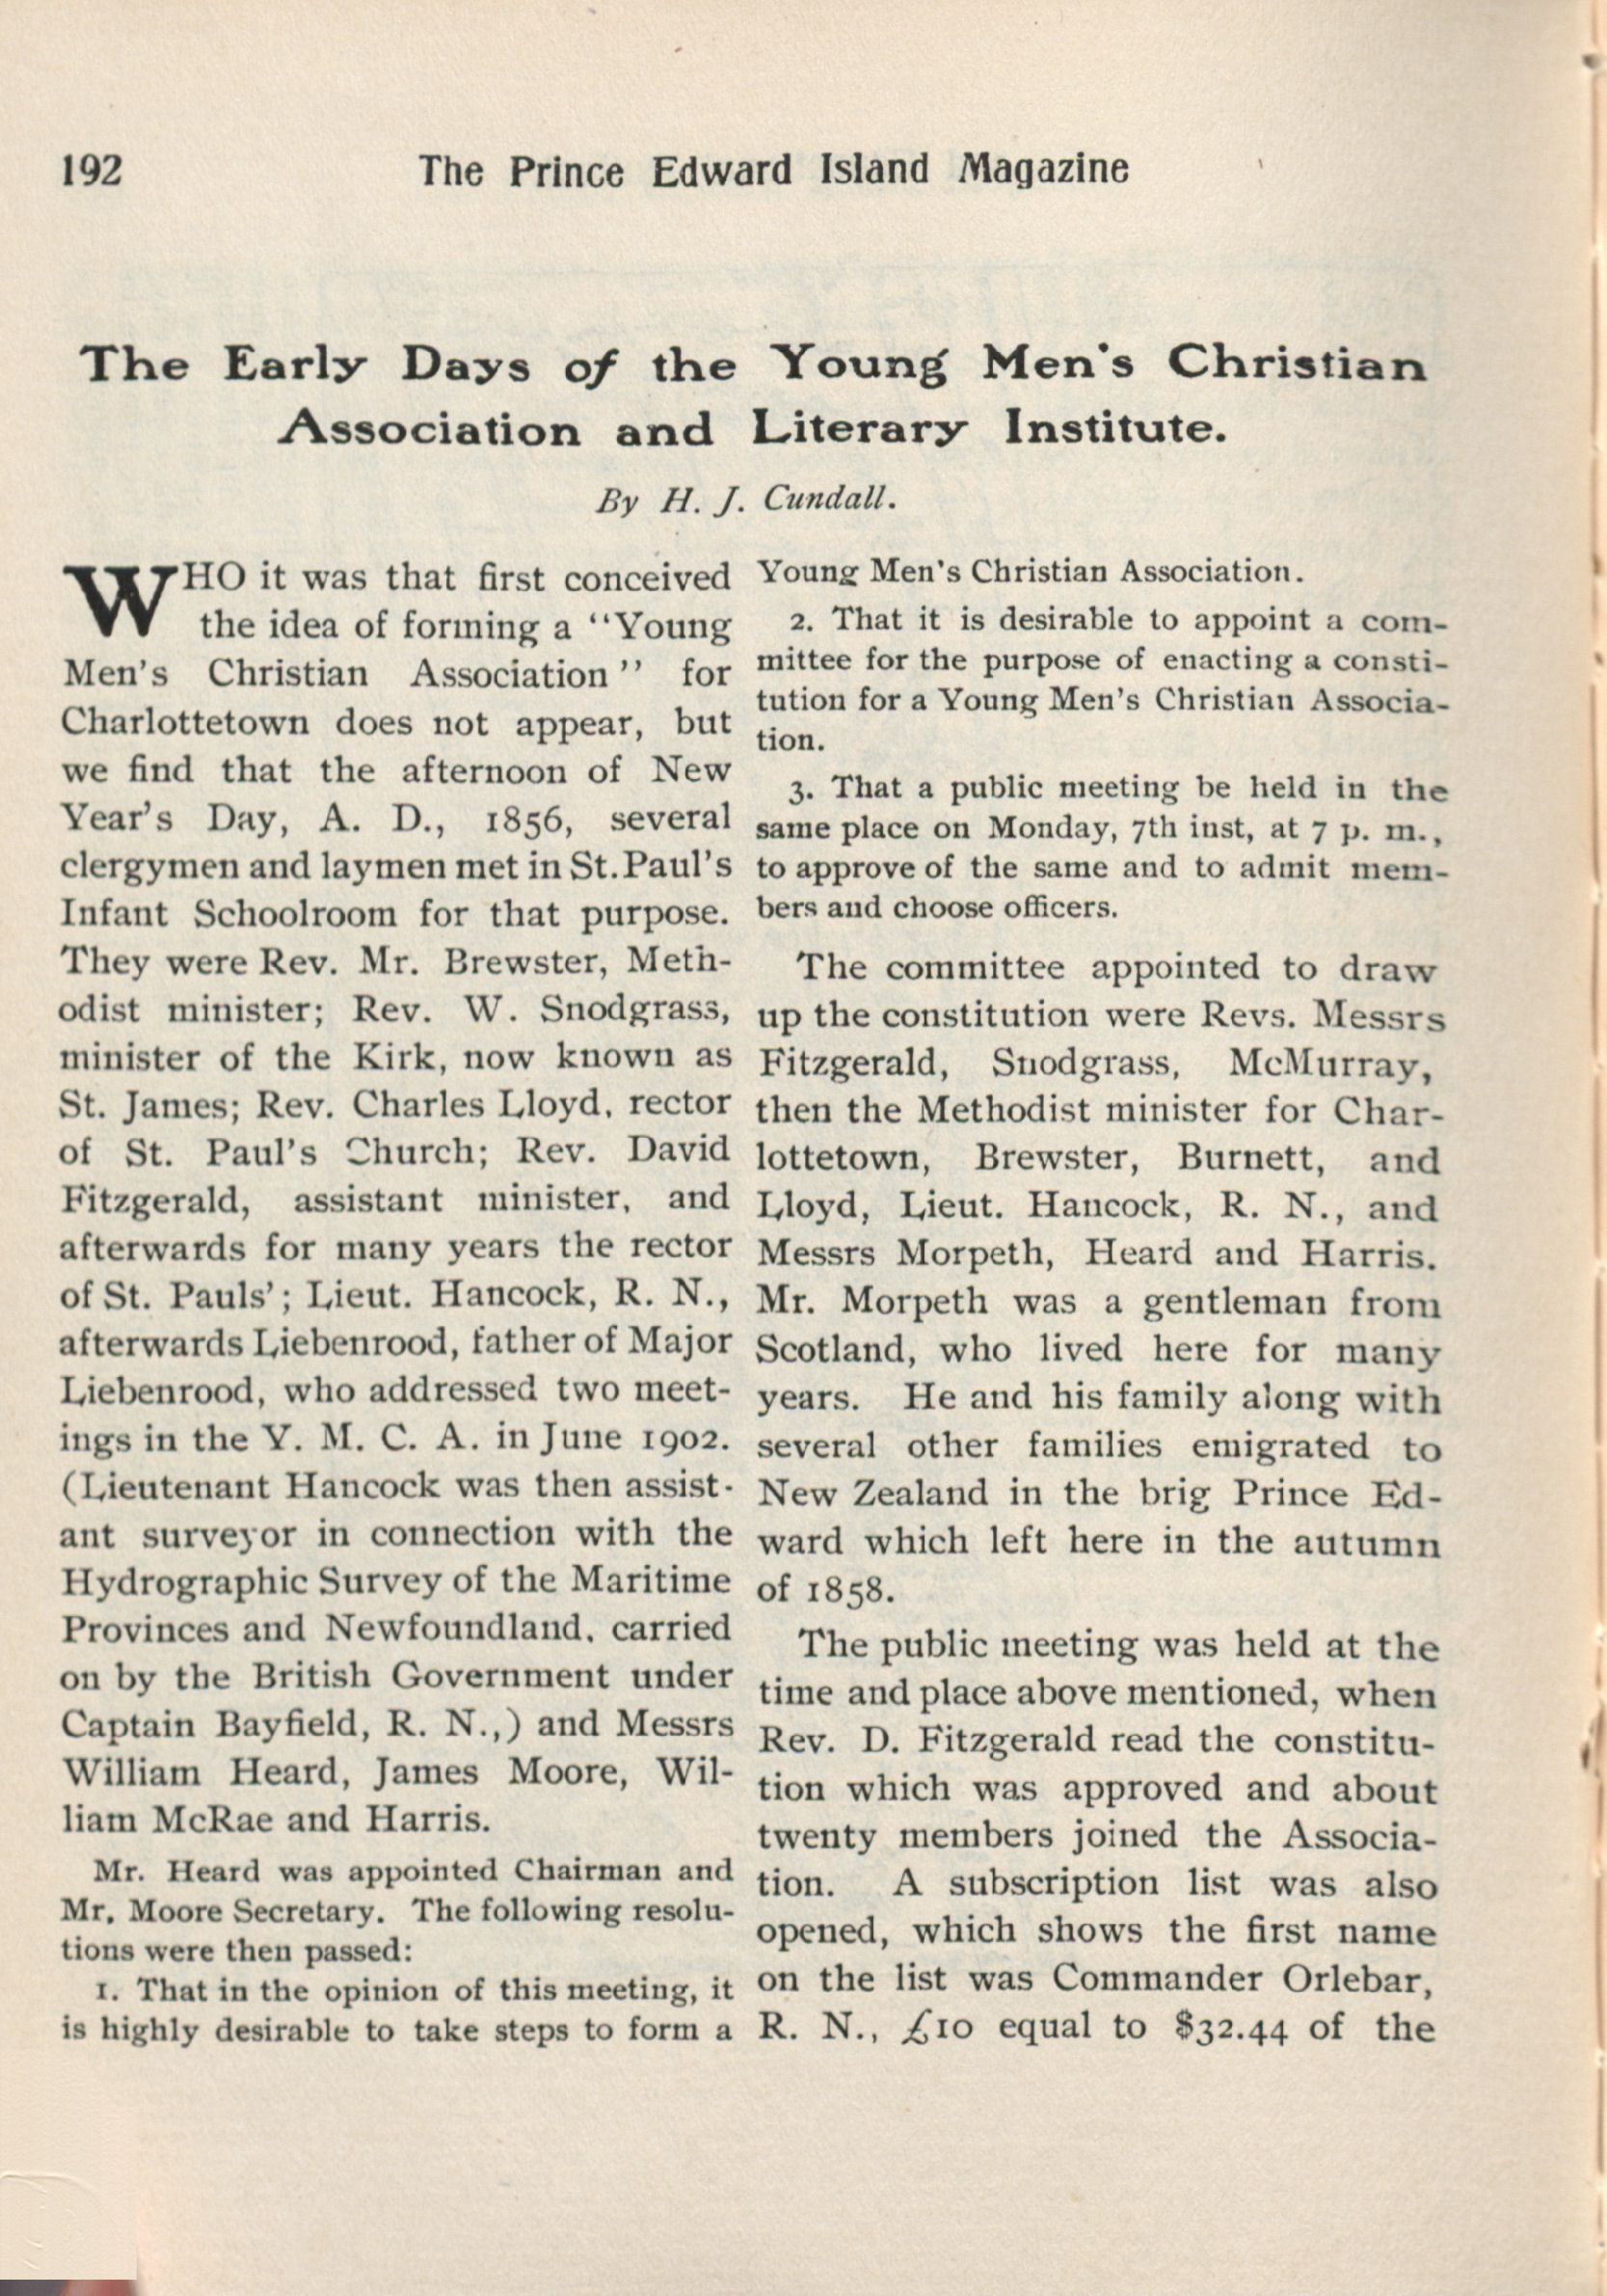 192
The Prince Edward Island Magazine
The Early Days of the Young Men's Christian
Association and Literary Institute.
By H. J. Cundall.
WHO it was that first conceived
the idea of forming a "Young
Men's Christian Association" for
Charlottetown does not appear, but
we find that the afternoon of New
Year's Day, A. D., 1856, several
clergymen and laymen met in St. Paul's
Infant Schoolroom for that purpose.
They were Rev. Mr. Brewster, Meth-
odist minister; Rev. W. Snodgrass,
minister of the Kirk, now known as
St. James; Rev. Charles Lloyd, rector
of St. Paul's Church; Rev. David
Fitzgerald, assistant minister, and
afterwards for many years the rector
of St. Pauls'; Lieut. Hancock, R. N.,
afterwards Liebenrood, father of Major
Liebenrood, who addressed two meet-
ings in the Y. M. C. A. in June 1902.
(Lieutenant Hancock was then assist-
ant surveyor in connection with the
Hydrographic Survey of the Maritime
Provinces and Newfoundland, carried
on by the British Government under
Captain Bayfield, R. N.,) and Messrs
William Heard, James Moore, Wil-
liam McRae and Harris.
Mr. Heard was appointed Chairman and
Mr. Moore Secretary. The following resolu-
tions were then passed:
1. That in the opinion of this meeting, it
is highly desirable to take steps to form a
Young Men's Christian Association.
2. That it is desirable to appoint a com-
mittee for the purpose of enacting a consti-
tution for a Young Men's Christian Associa-
tion.
3. That a public meeting be held in the
same place on Monday, 7th inst, at 7 p. m.,
to approve of the same and to admit mem-
bers and choose officers.
The committee appointed to draw
up the constitution were Revs. Messrs
Fitzgerald, Snodgrass, McMurray,
then the Methodist minister for Char-
lottetown, Brewster, Burnett, and
Lloyd, Lieut. Hancock, R. N., and
Messrs Morpeth, Heard and Harris.
Mr. Morpeth was a gentleman from
Scotland, who lived here for many
years. He and his family along with
several other families emigrated to
New Zealand in the brig Prince Ed-
ward which left here in the autumn
of 1858.
The public meeting was held at the
time and place above mentioned, when
Rev. D. Fitzgerald read the constitu-
tion which was approved and about
twenty members joined the Associa-
tion. A subscription list was also
opened, which shows the first name
on the list was Commander Orlebar,
R. N., £10 equal to $32.44 of the